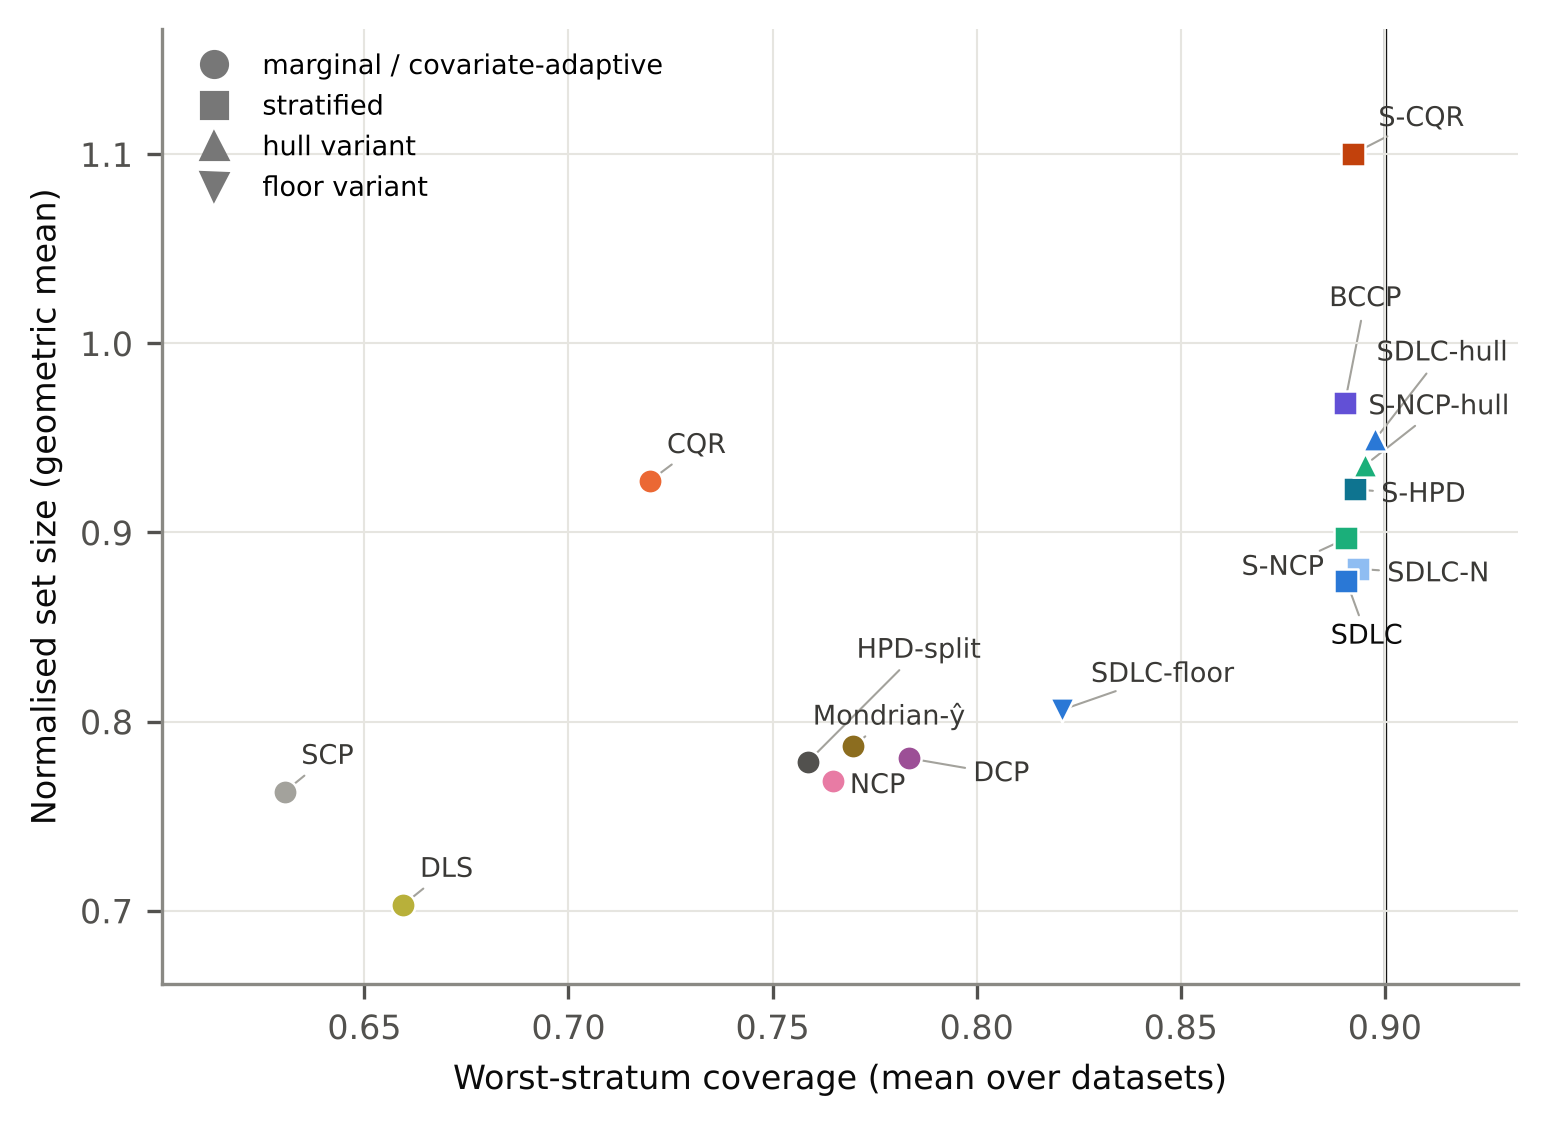 marginal / covariate-adaptive
stratified
hull variant
floor variant
S-CQR
BCCP
SDLC-hull
S-NCP-hull
CQR
S-HPD
S-NCP
SDLC-N
SDLC
HPD-split
SDLC-floor
Mondrian-ŷ
SCP
DCP
NCP
DLS
1.1
1.0
0.9
0.8
0.7
Normalised set size (geometric mean)
0.65 0.70 0.75 0.80 0.85 0.90
Worst-stratum coverage (mean over datasets)